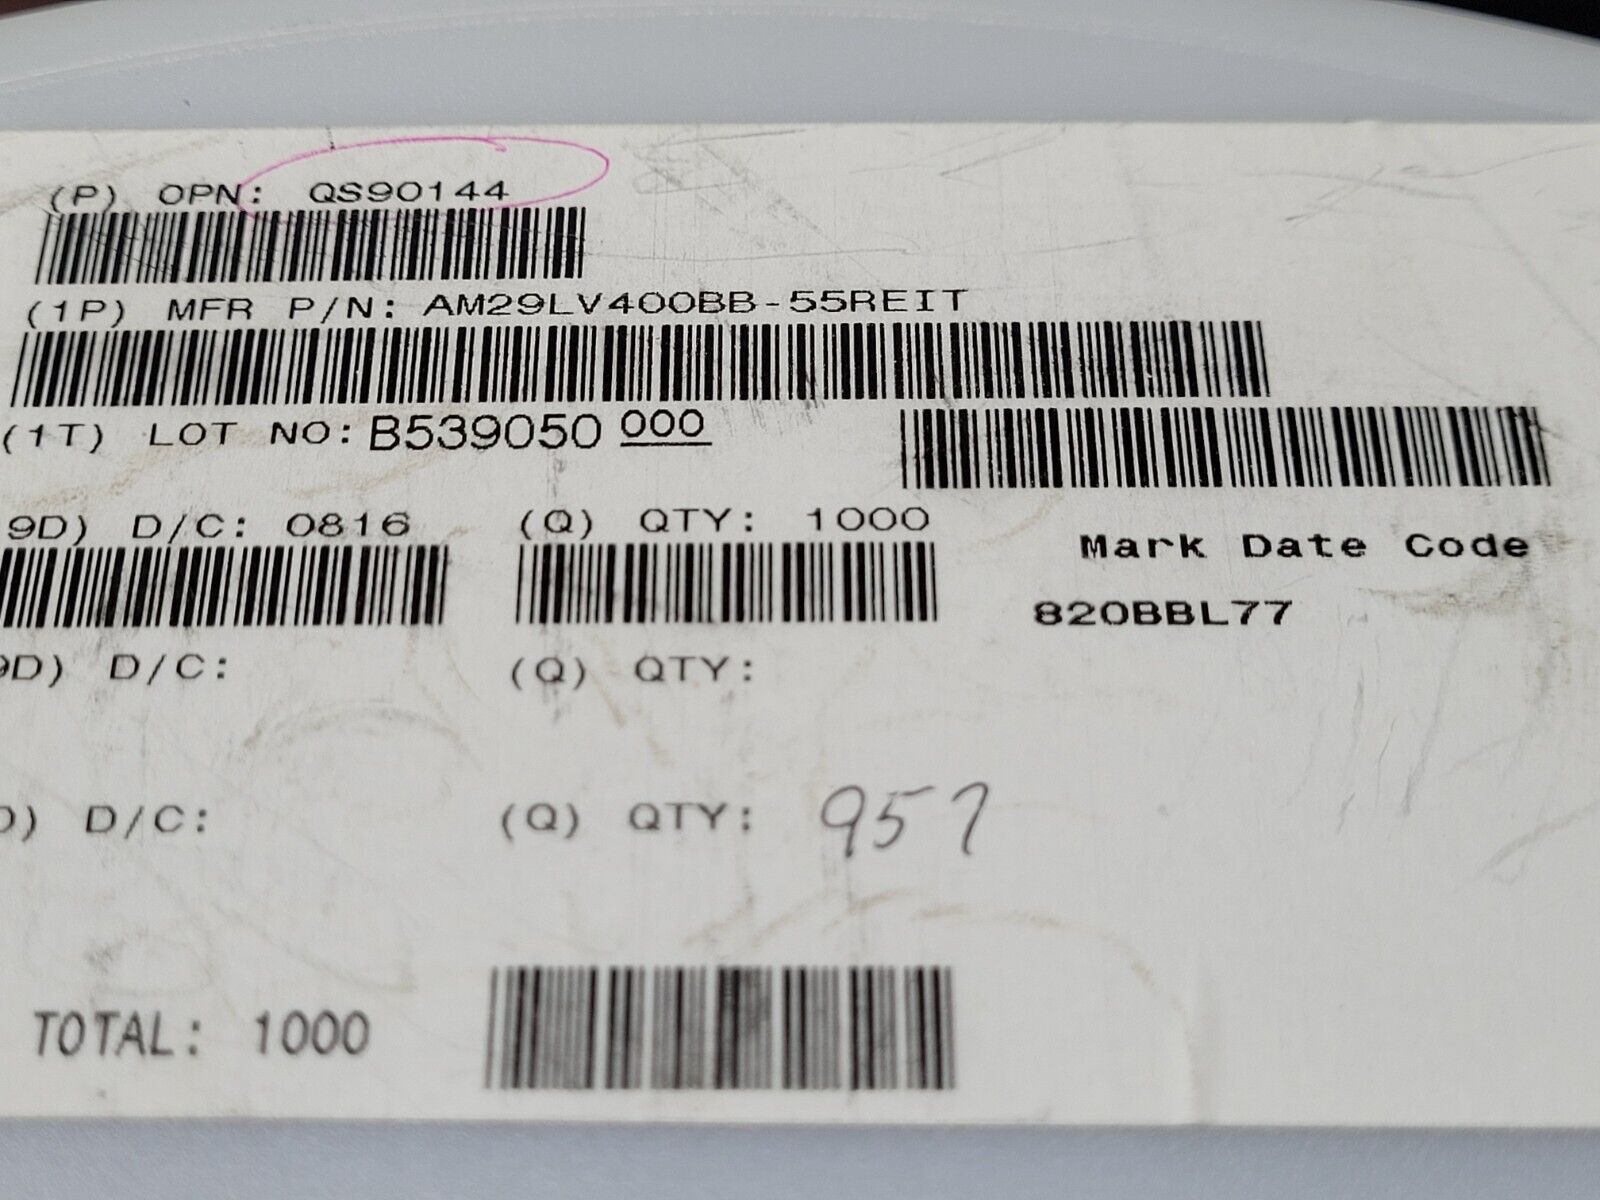 (P) OPN: QS90144
(1P) MFR P/N: AM29LV400BB-55REIT
(1T) LOT NO: B539050 000
9D) D/C: 0816 (Q) QTY: 1000
Mark Date Code
820BBL77
9D) D/C: (Q) QTY:
D) D/C: (Q) QTY: 957
TOTAL: 1000